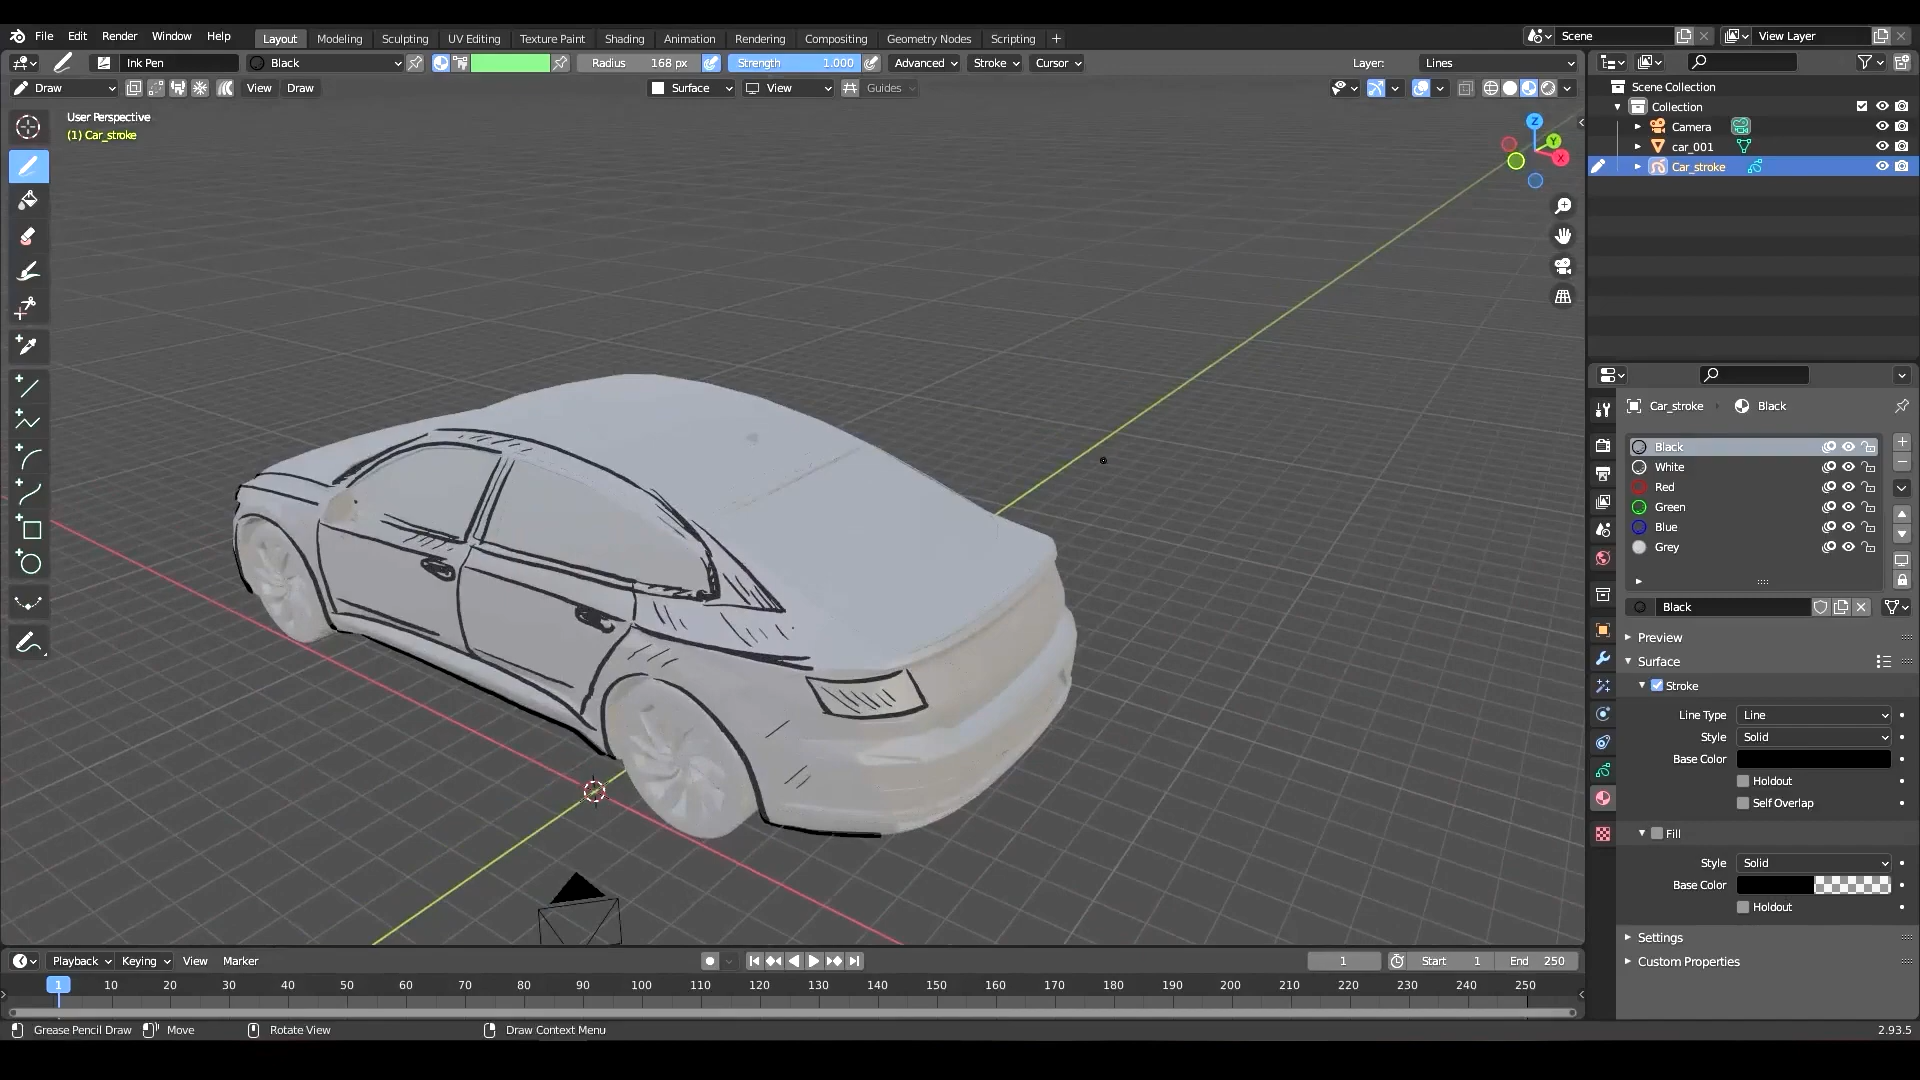 File Edit Render Window Help Layout Modeling Sculpting UV Editing Texture Paint Shading Animation Rendering Compositing Geometry Nodes Scripting + Scene View Layer
Ink Pen Black Radius 168 px Strength 1.000 Advanced Stroke Cursor Layer: Lines
Draw View Draw Surface View Guides
User Perspective
(1) Car_stroke
Z
Y
X
Scene Collection
Collection
Camera
car_001
Car_stroke
Car_stroke Black
Black
White
Red
Green
Blue
Grey
Black
Preview
Surface
Stroke
Line Type Line
Style Solid
Base Color
Holdout
Self Overlap
Fill
Style Solid
Base Color
Holdout
Settings
Custom Properties
Playback Keying View Marker 1 Start 1 End 250
1 10 20 30 40 50 60 70 80 90 100 110 120 130 140 150 160 170 180 190 200 210 220 230 240 250
Grease Pencil Draw Move Rotate View Draw Context Menu 2.93.5